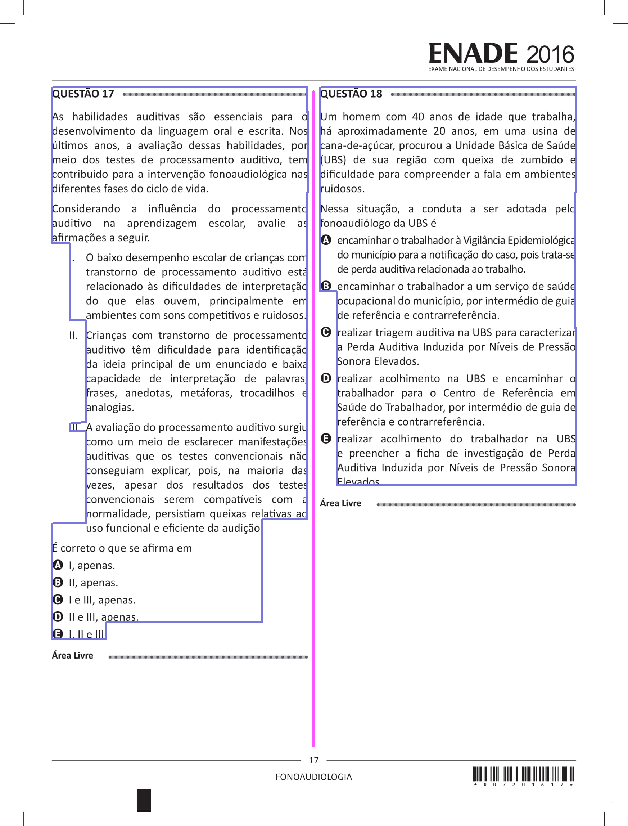 ENADE 2016
EXAME NACIONAL DE DESEMPENHO DOS ESTUDANTES
QUESTÃO 17
As habilidades auditivas são essenciais para o
desenvolvimento da linguagem oral e escrita. Nos
últimos anos, a avaliação dessas habilidades, por
meio dos testes de processamento auditivo, tem
contribuído para a intervenção fonoaudiológica nas
diferentes fases do ciclo de vida.
Considerando a influência do processamento
auditivo na aprendizagem escolar, avalie as
afirmações a seguir.
I. O baixo desempenho escolar de crianças com
transtorno de processamento auditivo está
relacionado às dificuldades de interpretação
do que elas ouvem, principalmente em
ambientes com sons competitivos e ruidosos.
II. Crianças com transtorno de processamento
auditivo têm dificuldade para identificação
da ideia principal de um enunciado e baixa
capacidade de interpretação de palavras,
frases, anedotas, metáforas, trocadilhos e
analogias.
III. A avaliação do processamento auditivo surgiu
como um meio de esclarecer manifestações
auditivas que os testes convencionais não
conseguiam explicar, pois, na maioria das
vezes, apesar dos resultados dos testes
convencionais serem compatíveis com a
normalidade, persistiam queixas relativas ao
uso funcional e eficiente da audição.
É correto o que se afirma em
A I, apenas.
B II, apenas.
C I e III, apenas.
D II e III, apenas.
E I, II e III.
Área Livre
QUESTÃO 18
Um homem com 40 anos de idade que trabalha,
há aproximadamente 20 anos, em uma usina de
cana-de-açúcar, procurou a Unidade Básica de Saúde
(UBS) de sua região com queixa de zumbido e
dificuldade para compreender a fala em ambientes
ruidosos.
Nessa situação, a conduta a ser adotada pelo
fonoaudiólogo da UBS é
A encaminhar o trabalhador à Vigilância Epidemiológica
do município para a notificação do caso, pois trata-se
de perda auditiva relacionada ao trabalho.
B encaminhar o trabalhador a um serviço de saúde
ocupacional do município, por intermédio de guia
de referência e contrarreferência.
C realizar triagem auditiva na UBS para caracterizar
a Perda Auditiva Induzida por Níveis de Pressão
Sonora Elevados.
D realizar acolhimento na UBS e encaminhar o
trabalhador para o Centro de Referência em
Saúde do Trabalhador, por intermédio de guia de
referência e contrarreferência.
E realizar acolhimento do trabalhador na UBS
e preencher a ficha de investigação de Perda
Auditiva Induzida por Níveis de Pressão Sonora
Elevados.
Área Livre
17
FONOAUDIOLOGIA